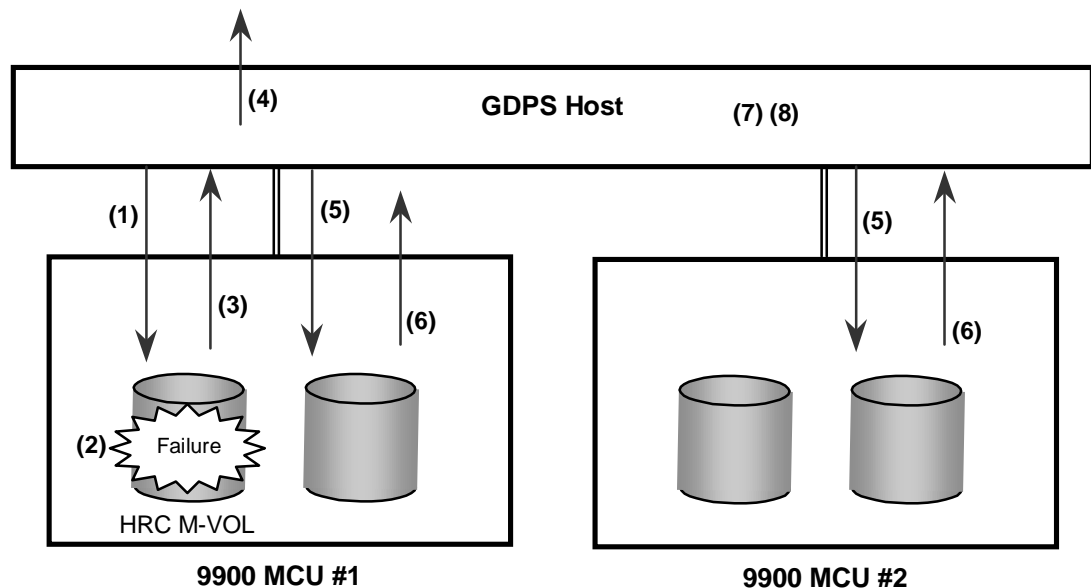 (4)
GDPS Host
(7) (8)
(1)
(5)
(5)
(3)
(6)
(6)
(2)
Failure
HRC M-VOL
9900 MCU #1
9900 MCU #2